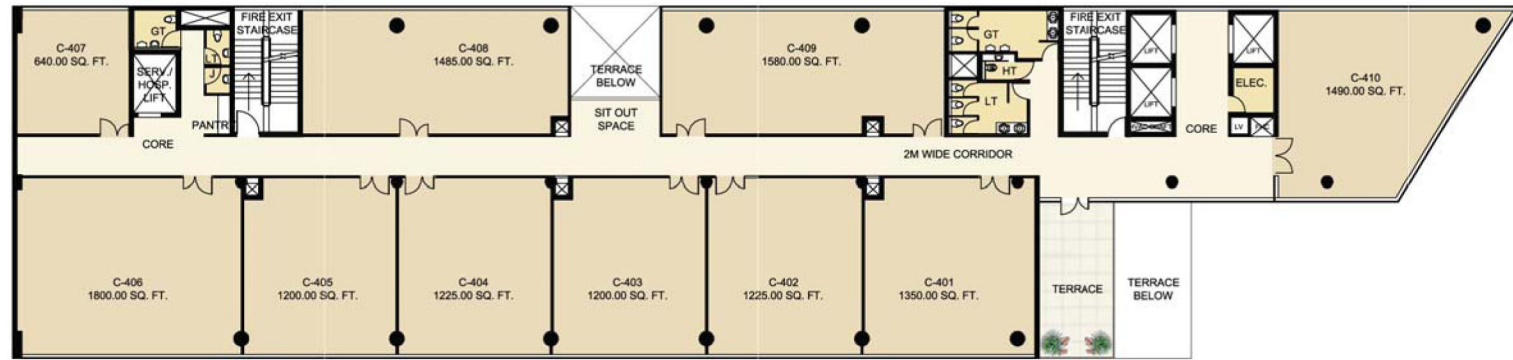 C-407
640.00 SQ. FT.
GT
LT
J
SERV./
HOSP.
LIFT
PANTRY
CORE
FIRE EXIT
STAIRCASE
C-408
1485.00 SQ. FT.
TERRACE
BELOW
SIT OUT
SPACE
C-409
1580.00 SQ. FT.
GT
HT
LT
FIRE EXIT
STAIRCASE
LIFT
LIFT
LIFT
ELEC.
LV
CORE
C-410
1490.00 SQ. FT.
2M WIDE CORRIDOR
C-406
1800.00 SQ. FT.
C-405
1200.00 SQ. FT.
C-404
1225.00 SQ. FT.
C-403
1200.00 SQ. FT.
C-402
1225.00 SQ. FT.
C-401
1350.00 SQ. FT.
TERRACE
TERRACE
BELOW